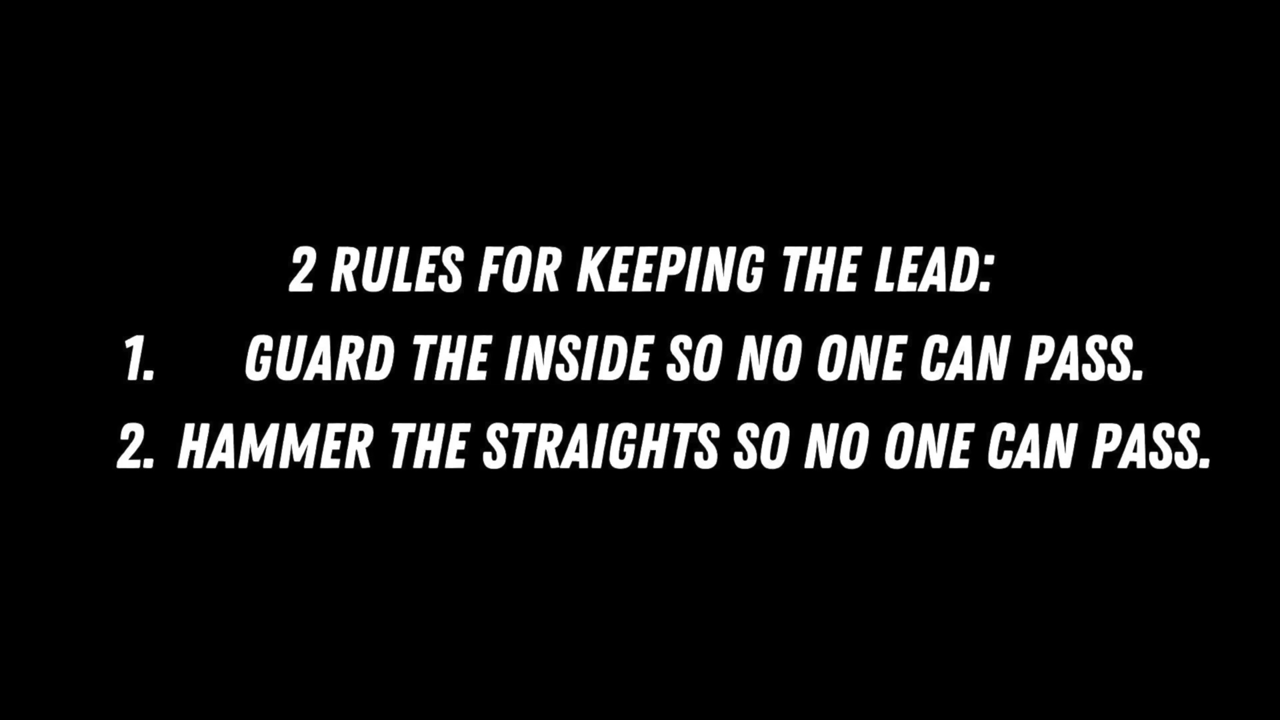 2 RULES FOR KEEPING THE LEAD:
1. GUARD THE INSIDE SO NO ONE CAN PASS.
2. HAMMER THE STRAIGHTS SO NO ONE CAN PASS.